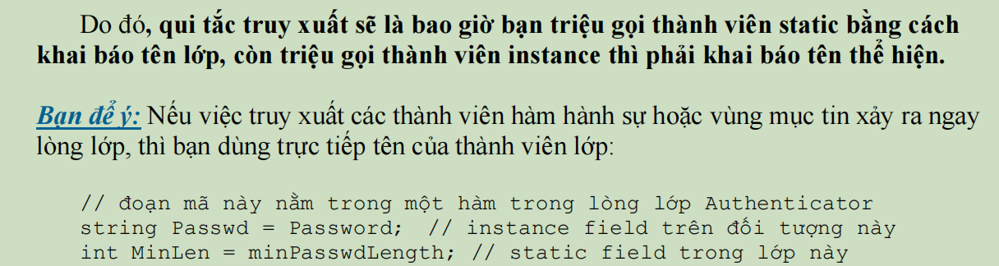 Do đó, qui tắc truy xuất sẽ là bao giờ bạn triệu gọi thành viên static bằng cách
khai báo tên lớp, còn triệu gọi thành viên instance thì phải khai báo tên thể hiện.
Bạn để ý: Nếu việc truy xuất các thành viên hàm hành sự hoặc vùng mục tin xảy ra ngay
lòng lớp, thì bạn dùng trực tiếp tên của thành viên lớp:
// đoạn mã này nằm trong một hàm trong lòng lớp Authenticator
string Passwd = Password; // instance field trên đối tượng này
int MinLen = minPasswdLength; // static field trong lớp này